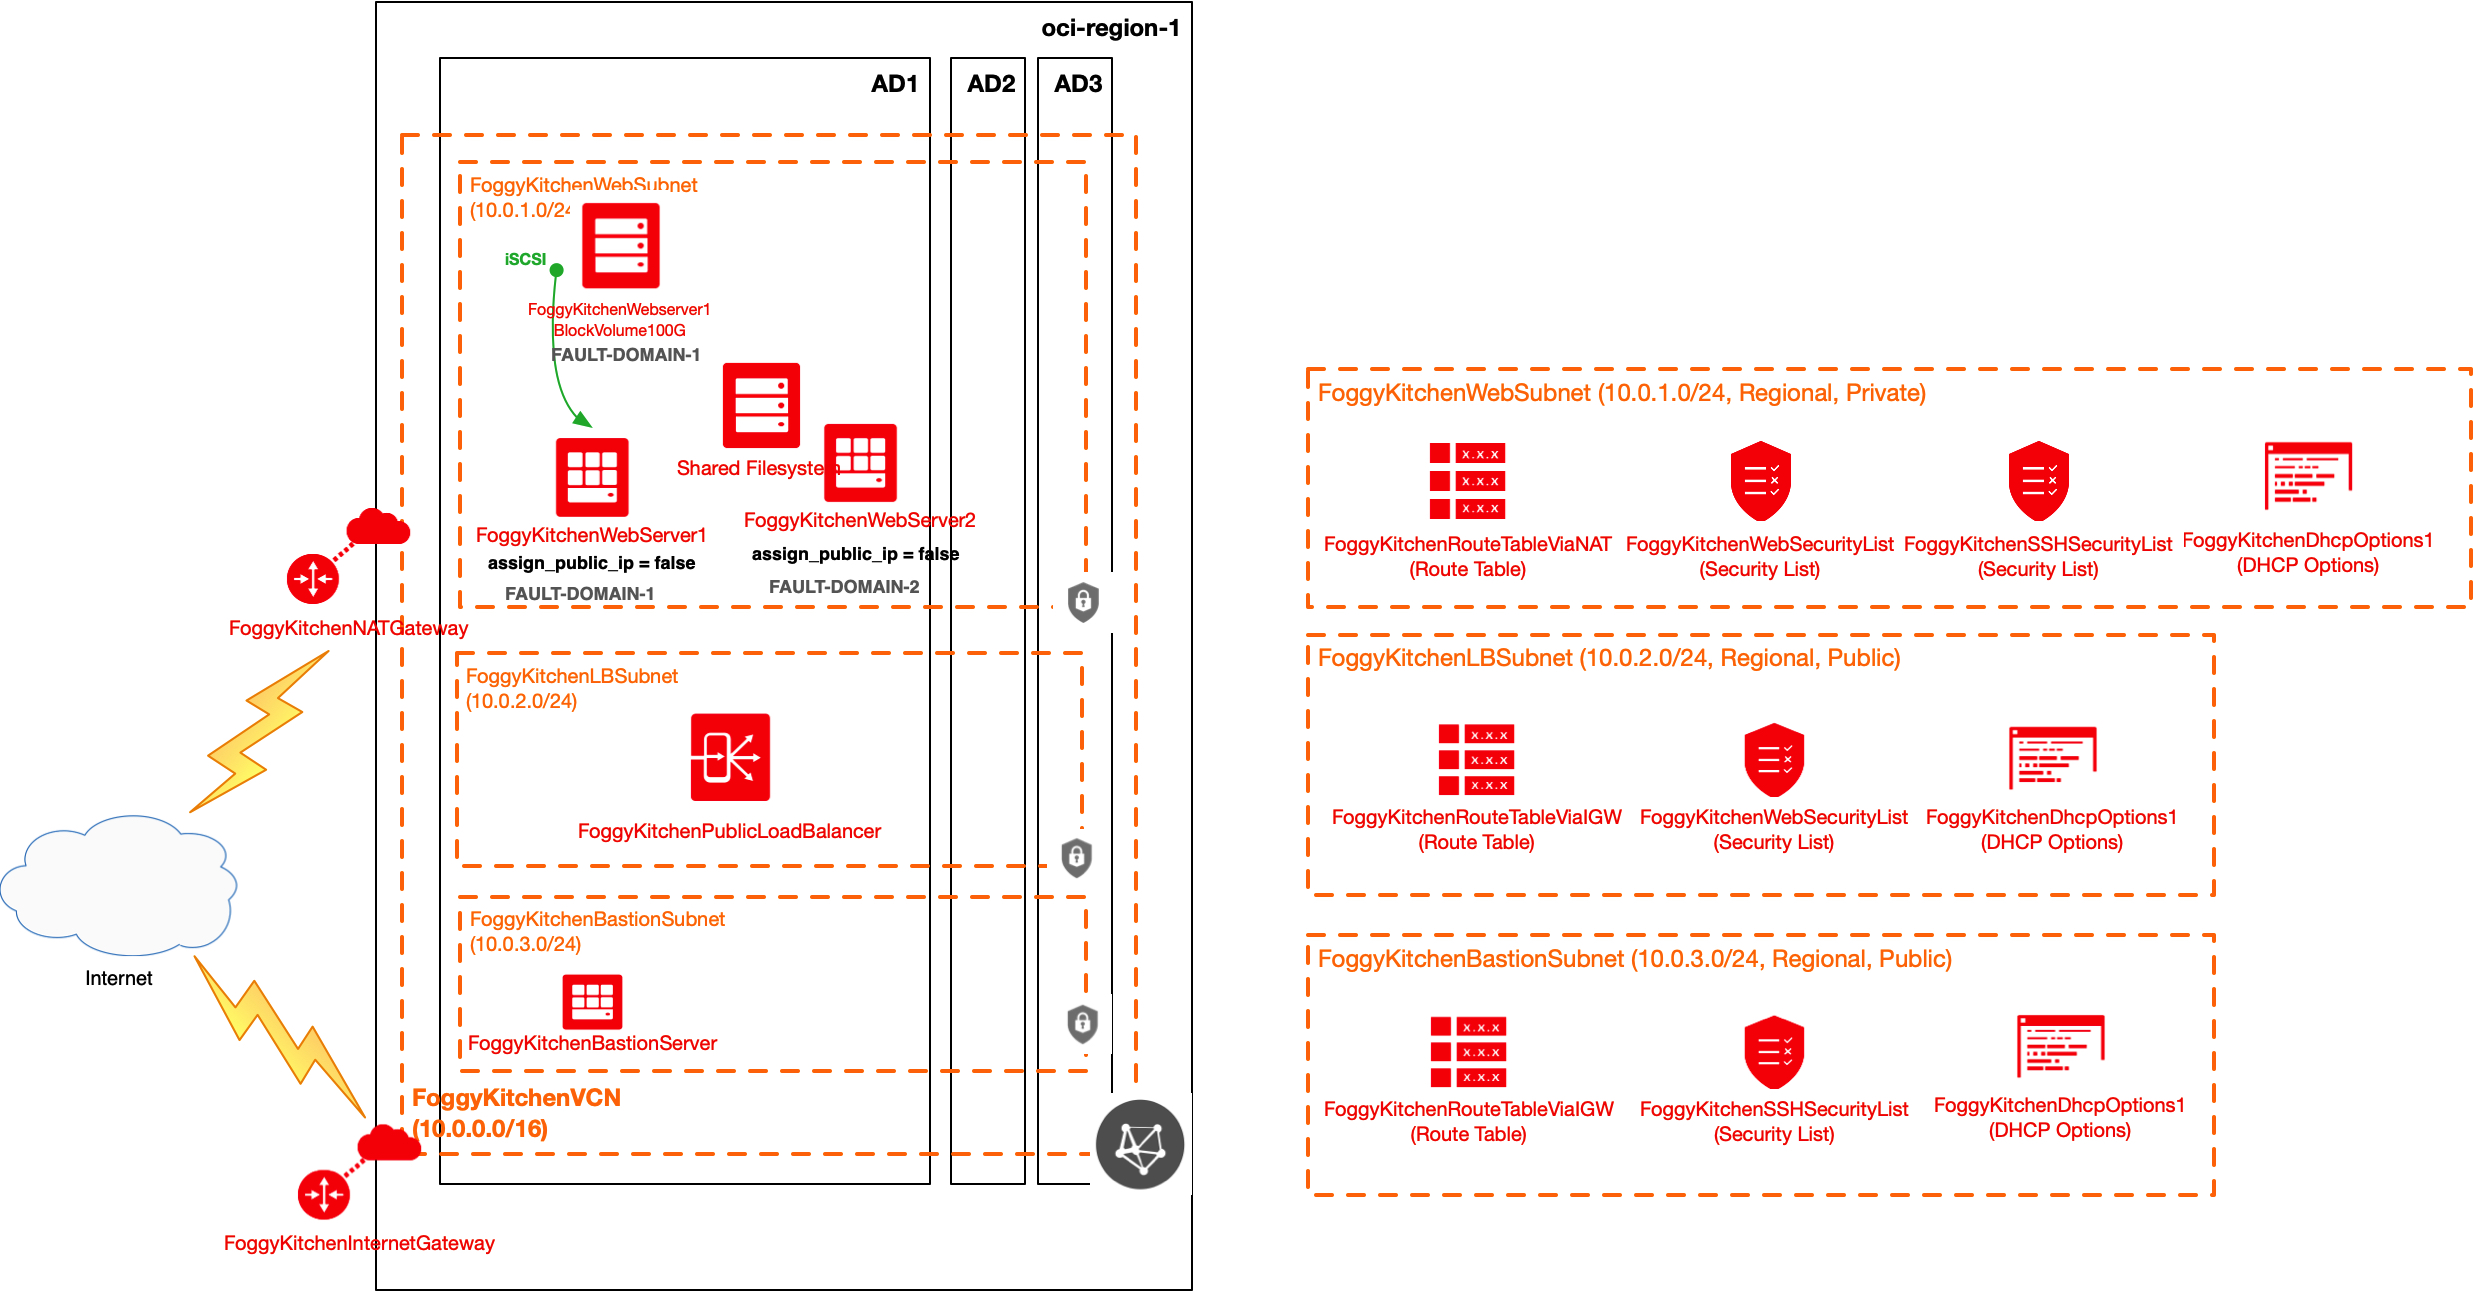 oci-region-1
AD1
AD2
AD3
FoggyKitchenWebSubnet
(10.0.1.0/24
iSCSI
FoggyKitchenWebserver1
BlockVolume100G
FAULT-DOMAIN-1
Shared Filesystem
FoggyKitchenWebServer1
assign_public_ip = false
FAULT-DOMAIN-1
FoggyKitchenWebServer2
assign_public_ip = false
FAULT-DOMAIN-2
FoggyKitchenNATGateway
FoggyKitchenLBSubnet
(10.0.2.0/24)
FoggyKitchenPublicLoadBalancer
FoggyKitchenBastionSubnet
(10.0.3.0/24)
FoggyKitchenBastionServer
Internet
FoggyKitchenVCN
(10.0.0.0/16)
FoggyKitchenInternetGateway
FoggyKitchenWebSubnet (10.0.1.0/24, Regional, Private)
x.x.x
x.x.x
x.x.x
FoggyKitchenRouteTableViaNAT
(Route Table)
FoggyKitchenWebSecurityList
(Security List)
FoggyKitchenSSHSecurityList
(Security List)
FoggyKitchenDhcpOptions1
(DHCP Options)
FoggyKitchenLBSubnet (10.0.2.0/24, Regional, Public)
x.x.x
x.x.x
x.x.x
FoggyKitchenRouteTableViaIGW
(Route Table)
FoggyKitchenWebSecurityList
(Security List)
FoggyKitchenDhcpOptions1
(DHCP Options)
FoggyKitchenBastionSubnet (10.0.3.0/24, Regional, Public)
x.x.x
x.x.x
x.x.x
FoggyKitchenRouteTableViaIGW
(Route Table)
FoggyKitchenSSHSecurityList
(Security List)
FoggyKitchenDhcpOptions1
(DHCP Options)